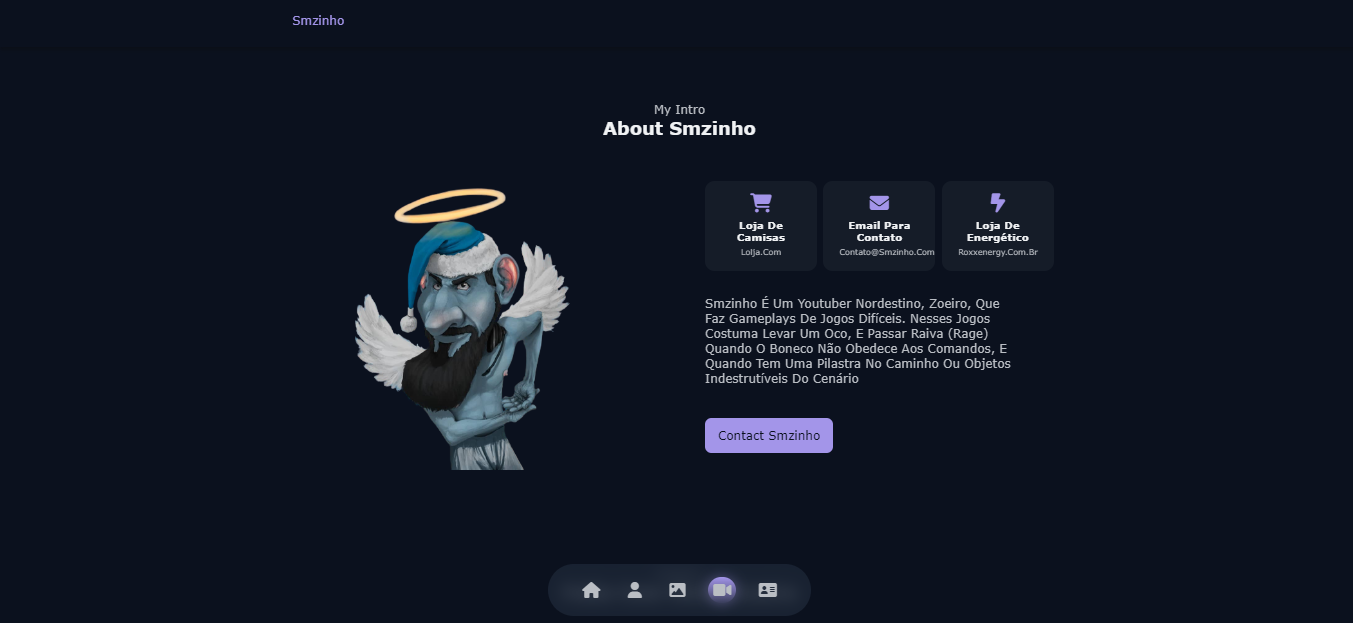 Smzinho
My Intro
About Smzinho
Loja De
Camisas
Lolja.Com
Email Para
Contato
Contato@Smzinho.Com
Loja De
Energético
Roxxenergy.Com.Br
Smzinho É Um Youtuber Nordestino, Zoeiro, Que
Faz Gameplays De Jogos Difíceis. Nesses Jogos
Costuma Levar Um Oco, E Passar Raiva (Rage)
Quando O Boneco Não Obedece Aos Comandos, E
Quando Tem Uma Pilastra No Caminho Ou Objetos
Indestrutíveis Do Cenário
Contact Smzinho